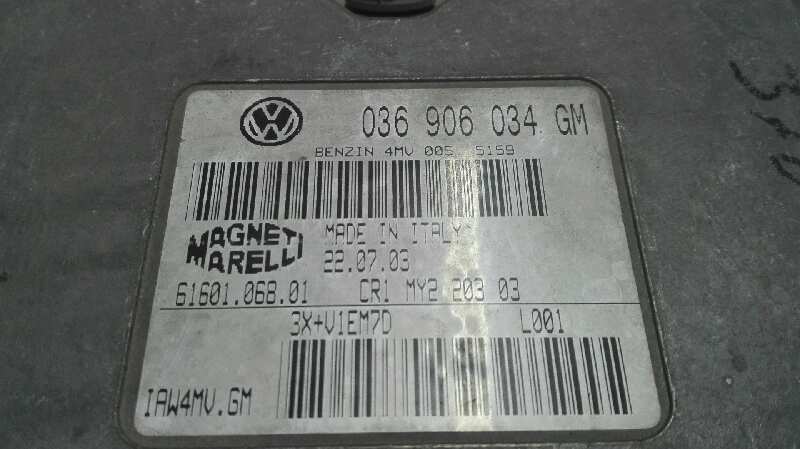 036 906 034 GM
BENZIN 4MV 005 5159
MAGNETI MARELLI
MADE IN ITALY
22.07.03
61601.068.01 CR1 MY2 203 03
3X+V1EM7D L001
IAW4MV.GM